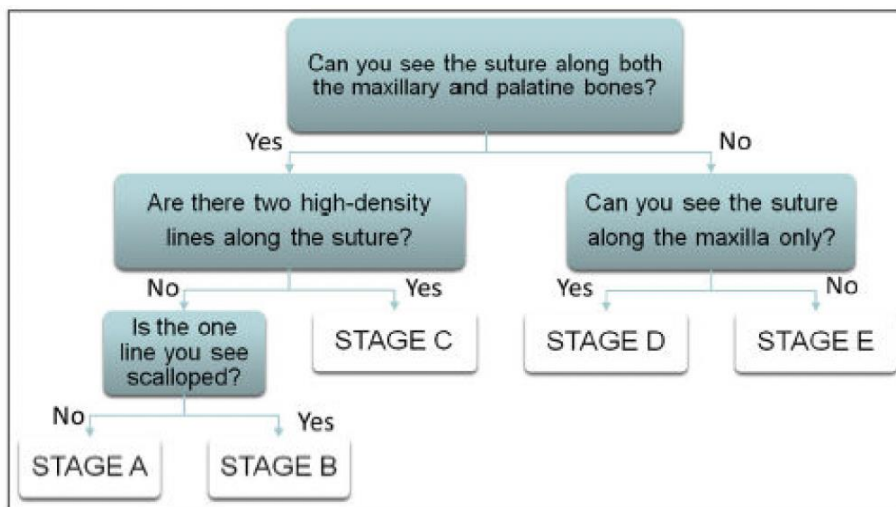 Can you see the suture along both
the maxillary and palatine bones?
Yes
No
Are there two high-density
lines along the suture?
Can you see the suture
along the maxilla only?
No
Yes
Yes
No
Is the one
line you see
scalloped?
STAGE C
STAGE D
STAGE E
No
Yes
STAGE A
STAGE B